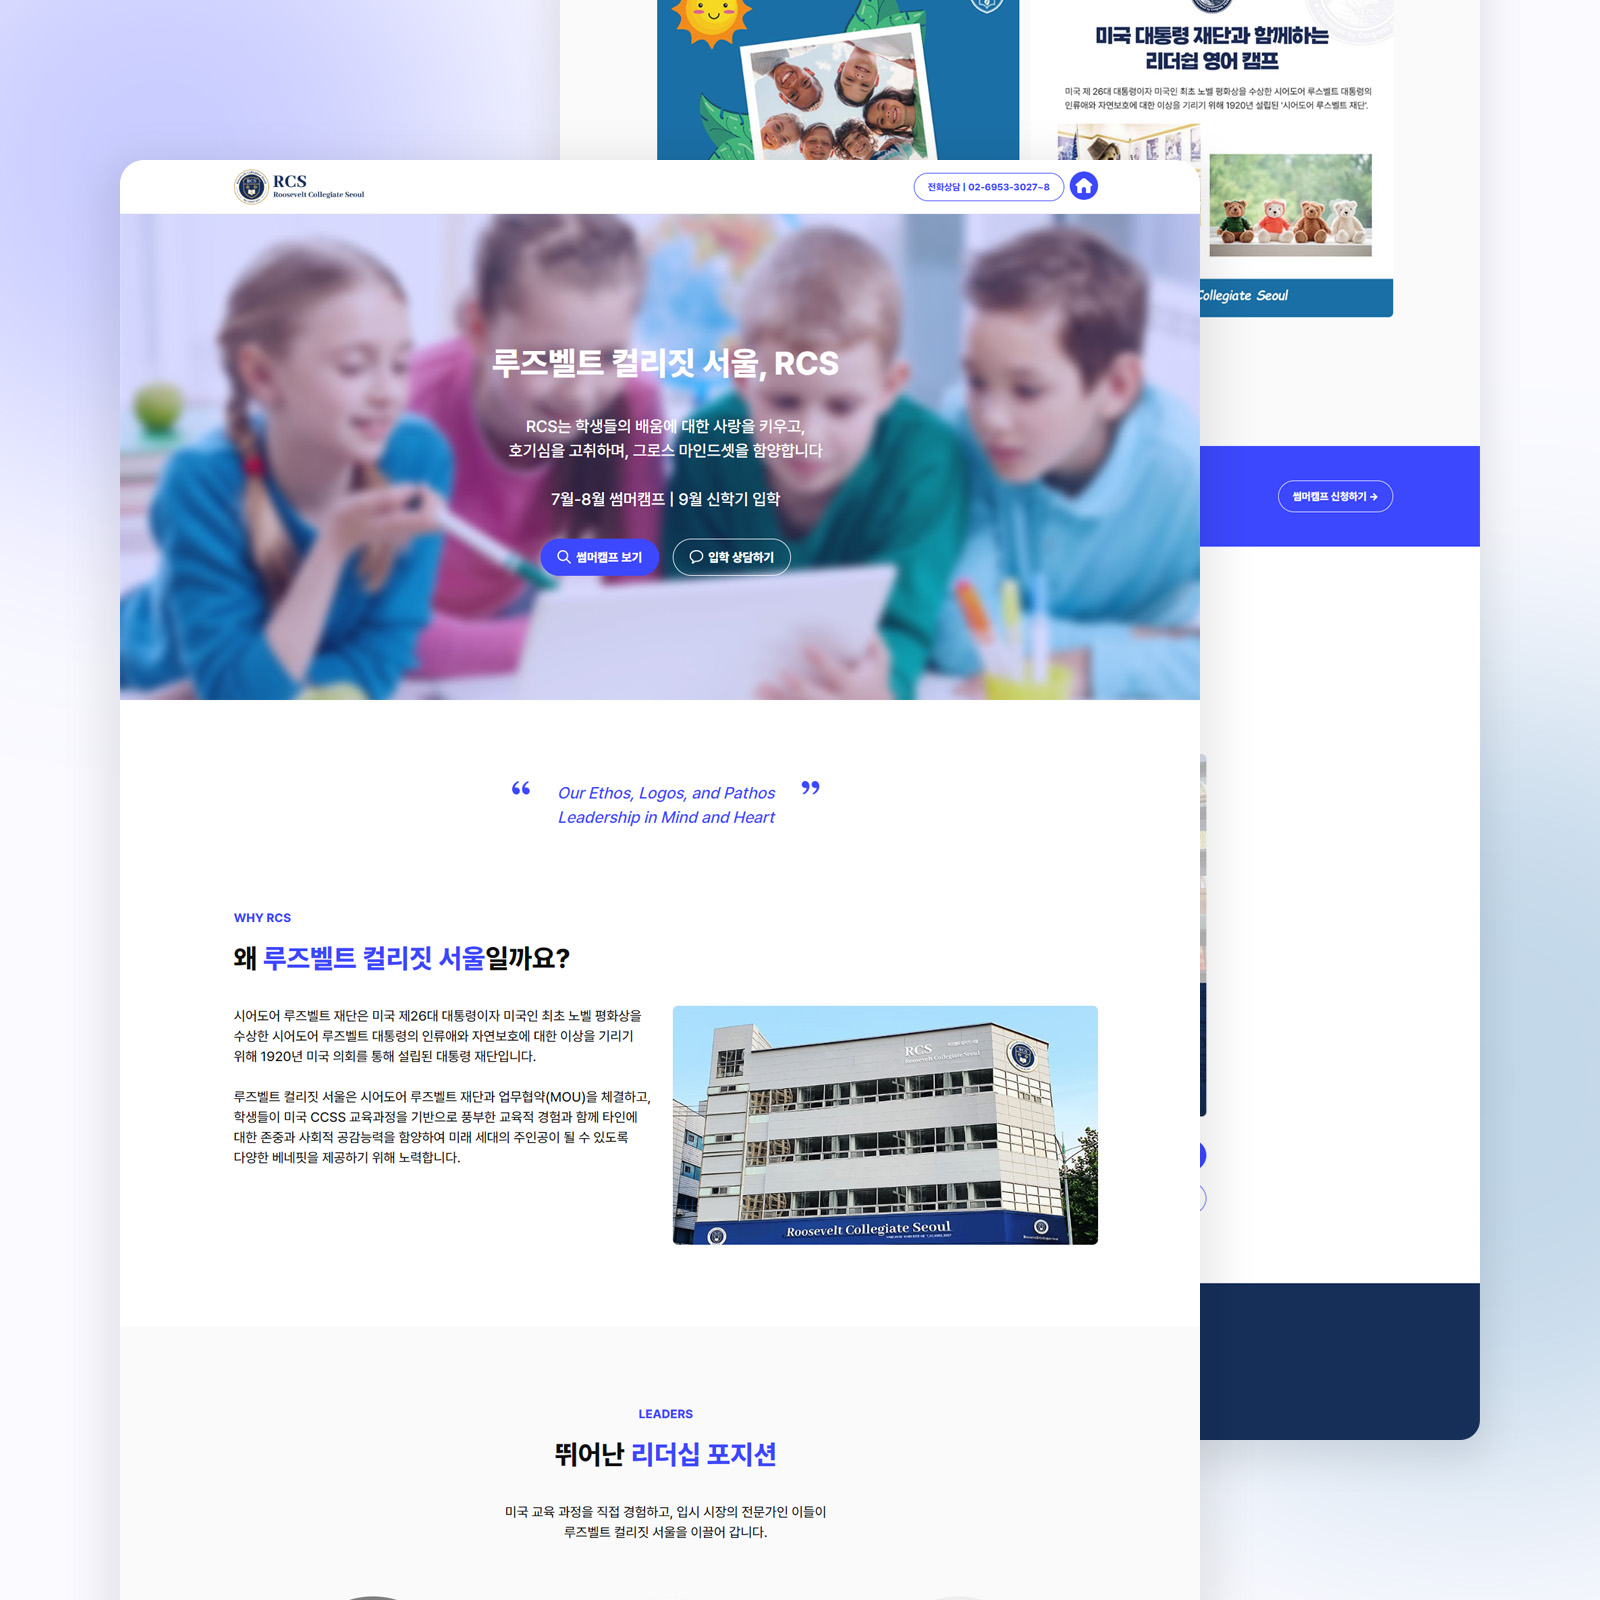 미국 대통령 재단과 함께하는
리더쉽 영어 캠프
미국 제 26대 대통령이자 미국인 최초 노벨 평화상을 수상한 시어도어 루스벨트 대통령의
인류애와 자연보호에 대한 이상을 기리기 위해 1920년 설립된 '시어도어 루스벨트 재단'.
Collegiate Seoul
썸머캠프 신청하기 →
RCS
Roosevelt Collegiate Seoul
전화상담 | 02-6953-3027~8
루즈벨트 컬리짓 서울, RCS
RCS는 학생들의 배움에 대한 사랑을 키우고,
호기심을 고취하며, 그로스 마인드셋을 함양합니다
7월-8월 썸머캠프 | 9월 신학기 입학
썸머캠프 보기
입학 상담하기
“ Our Ethos, Logos, and Pathos ”
Leadership in Mind and Heart
WHY RCS
왜 루즈벨트 컬리짓 서울일까요?
시어도어 루즈벨트 재단은 미국 제26대 대통령이자 미국인 최초 노벨 평화상을
수상한 시어도어 루즈벨트 대통령의 인류애와 자연보호에 대한 이상을 기리기
위해 1920년 미국 의회를 통해 설립된 대통령 재단입니다.
루즈벨트 컬리짓 서울은 시어도어 루즈벨트 재단과 업무협약(MOU)을 체결하고,
학생들이 미국 CCSS 교육과정을 기반으로 풍부한 교육적 경험과 함께 타인에
대한 존중과 사회적 공감능력을 함양하여 미래 세대의 주인공이 될 수 있도록
다양한 베네핏을 제공하기 위해 노력합니다.
RCS
Roosevelt Collegiate Seoul
Roosevelt Collegiate Seoul
LEADERS
뛰어난 리더십 포지션
미국 교육 과정을 직접 경험하고, 입시 시장의 전문가인 이들이
루즈벨트 컬리짓 서울을 이끌어 갑니다.